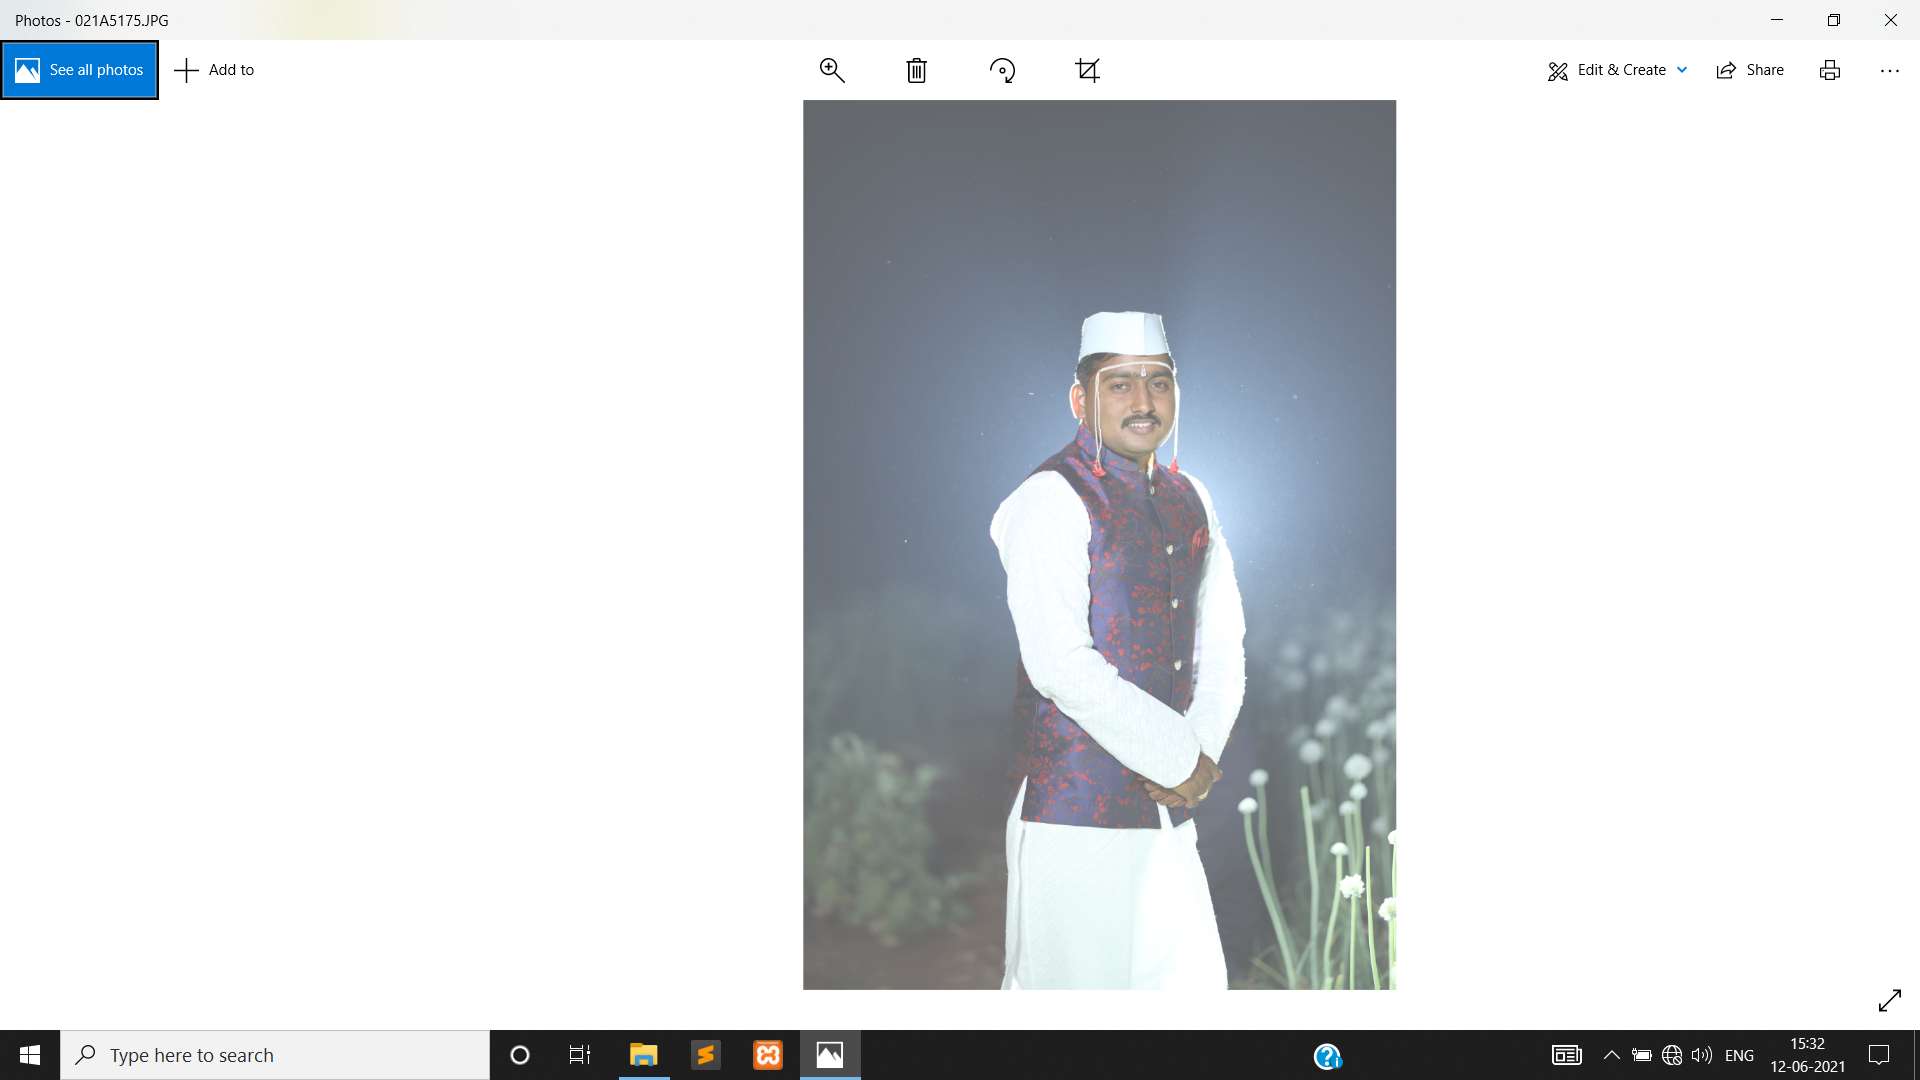 Photos - 021A5175.JPG
See all photos
Add to
Edit & Create
Share
Type here to search
ENG
15:32
12-06-2021